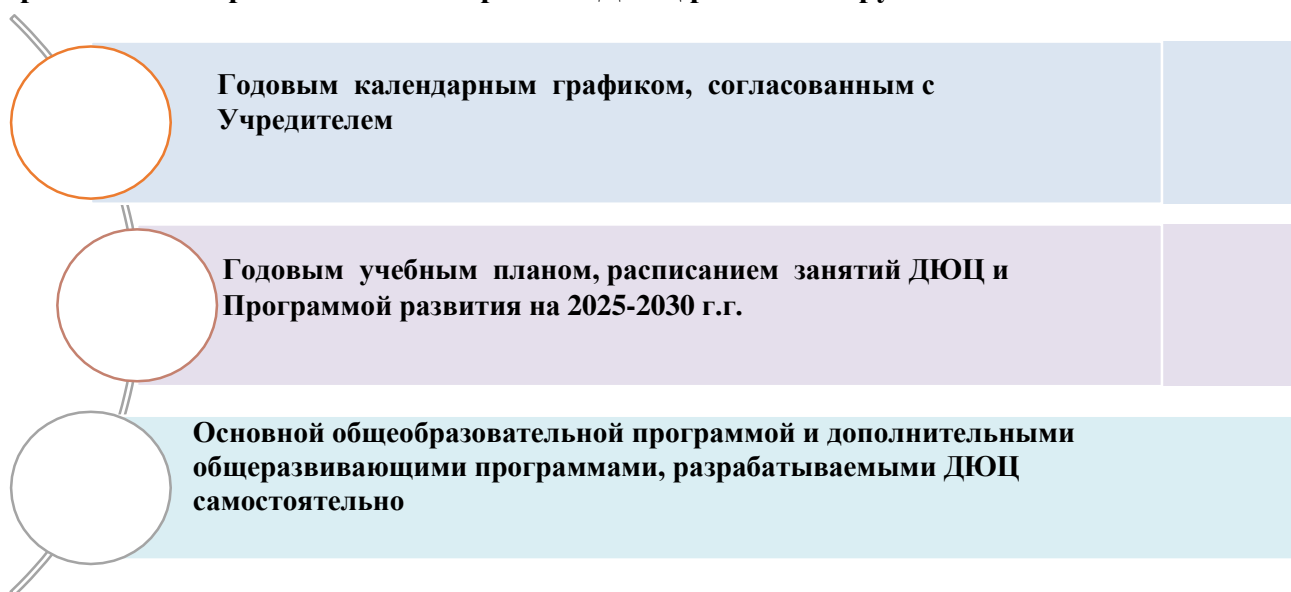 Годовым календарным графиком, согласованным с
Учредителем
Годовым учебным планом, расписанием занятий ДЮЦ и
Программой развития на 2025-2030 г.г.
Основной общеобразовательной программой и дополнительными
общеразвивающими программами, разрабатываемыми ДЮЦ
самостоятельно